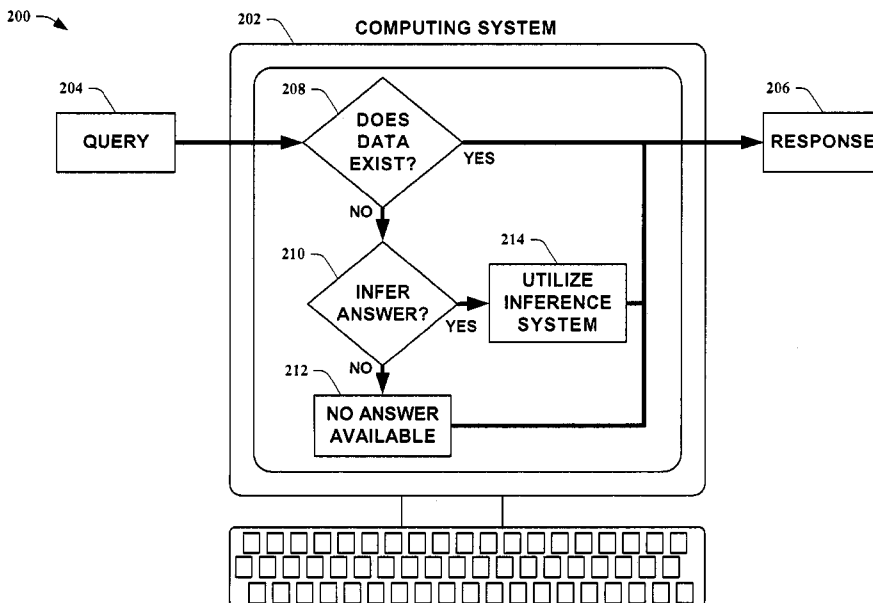 200
202
COMPUTING SYSTEM
204
QUERY
208
DOES
DATA
EXIST?
YES
206
RESPONSE
NO
210
INFER
ANSWER?
YES
214
UTILIZE
INFERENCE
SYSTEM
NO
212
NO ANSWER
AVAILABLE